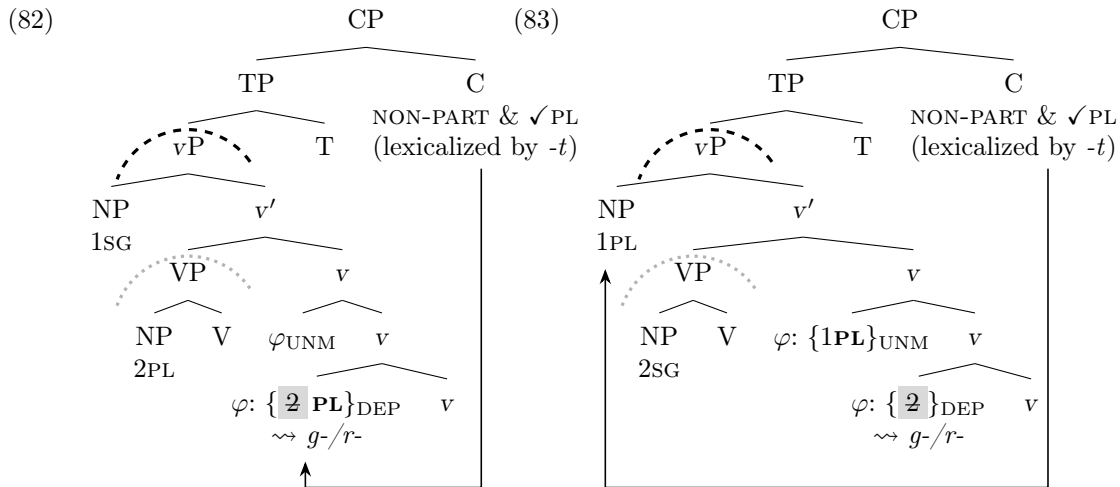 (82) CP (83) CP
TP C TP C
NON-PART & ✓PL NON-PART & ✓PL
vP T (lexicalized by -t) vP T (lexicalized by -t)
NP v′ NP v′
1SG 1PL
VP v VP v
NP V φUNM v NP V φ: {1PL}UNM v
2PL 2SG
φ: { 2 PL}DEP v φ: { 2 }DEP v
⇝ g-/r- ⇝ g-/r-